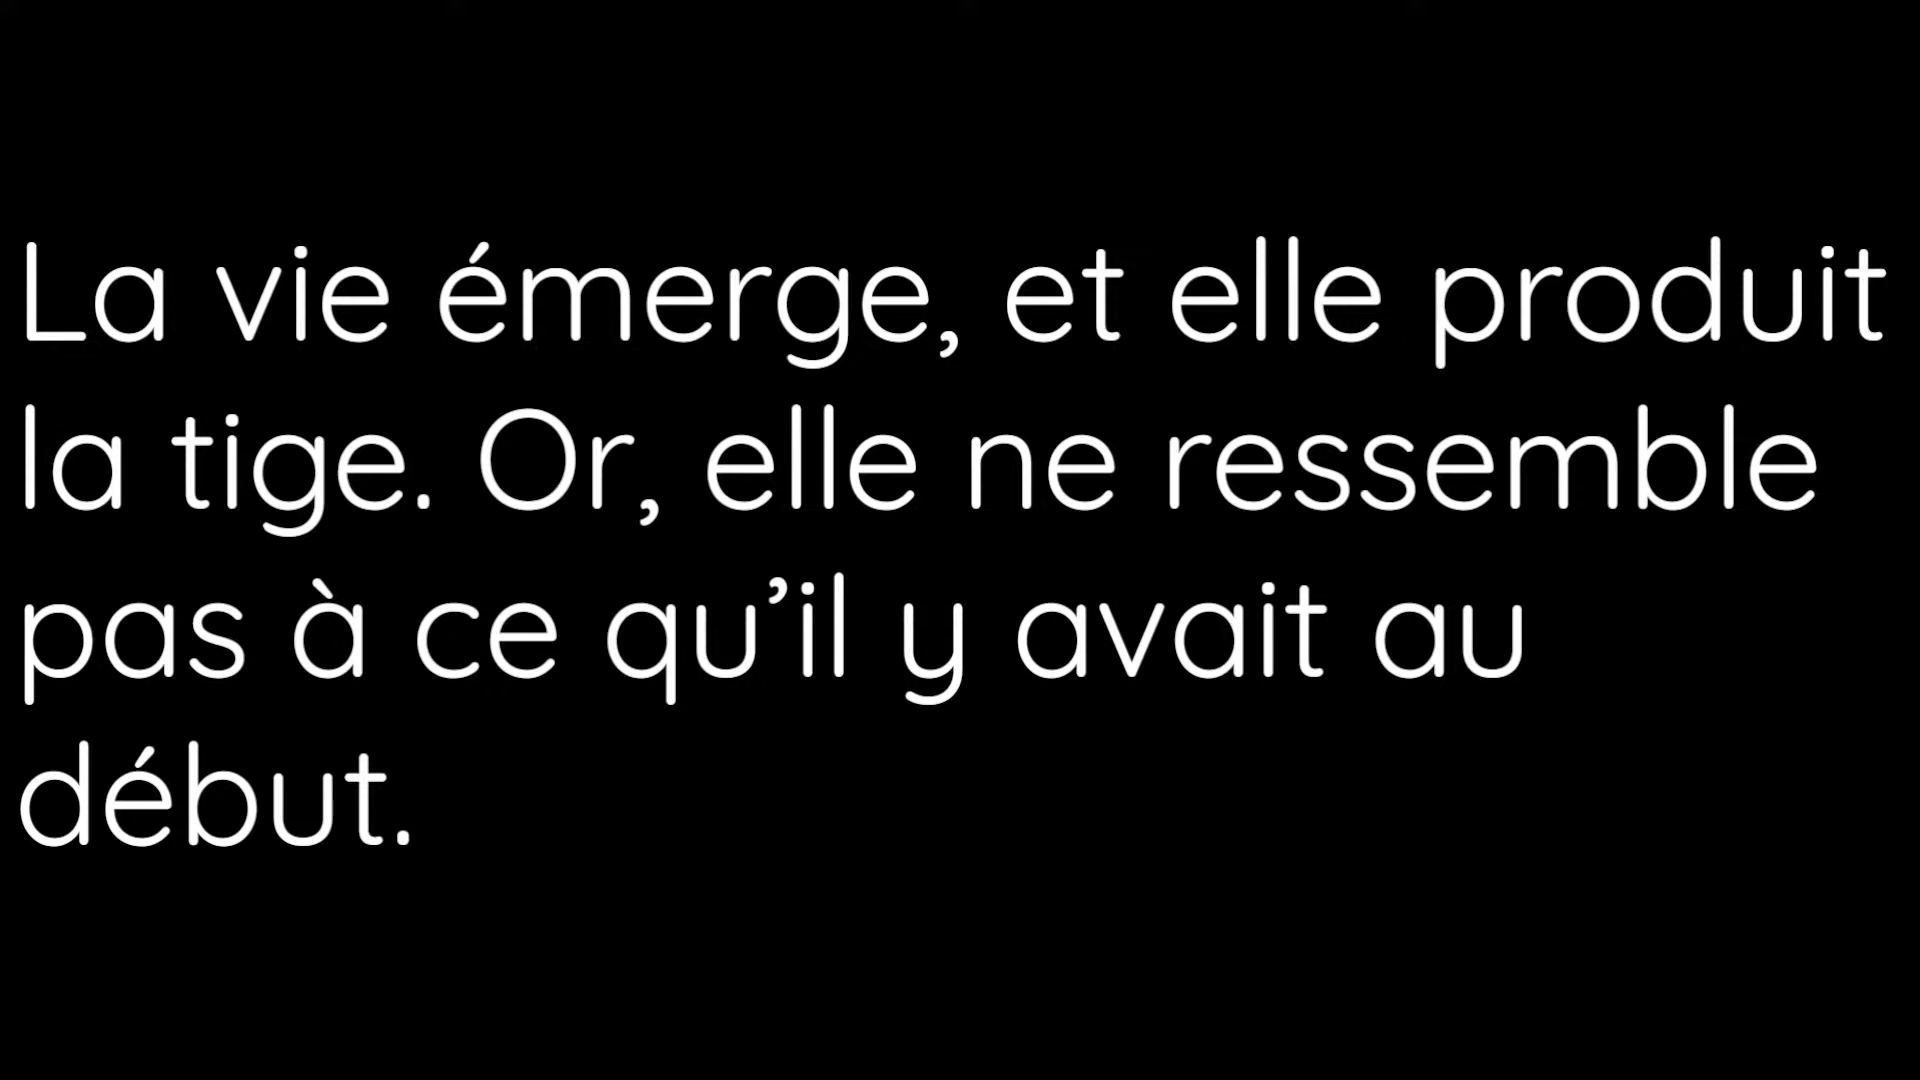 La vie émerge, et elle produit
la tige. Or, elle ne ressemble
pas à ce qu’il y avait au
début.